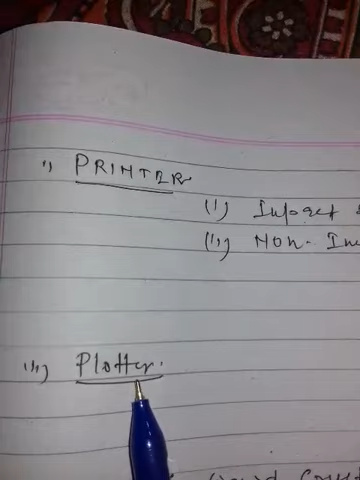 i) PRINTER
(i) Impact
(ii) Non-Im
iii) Plotter.